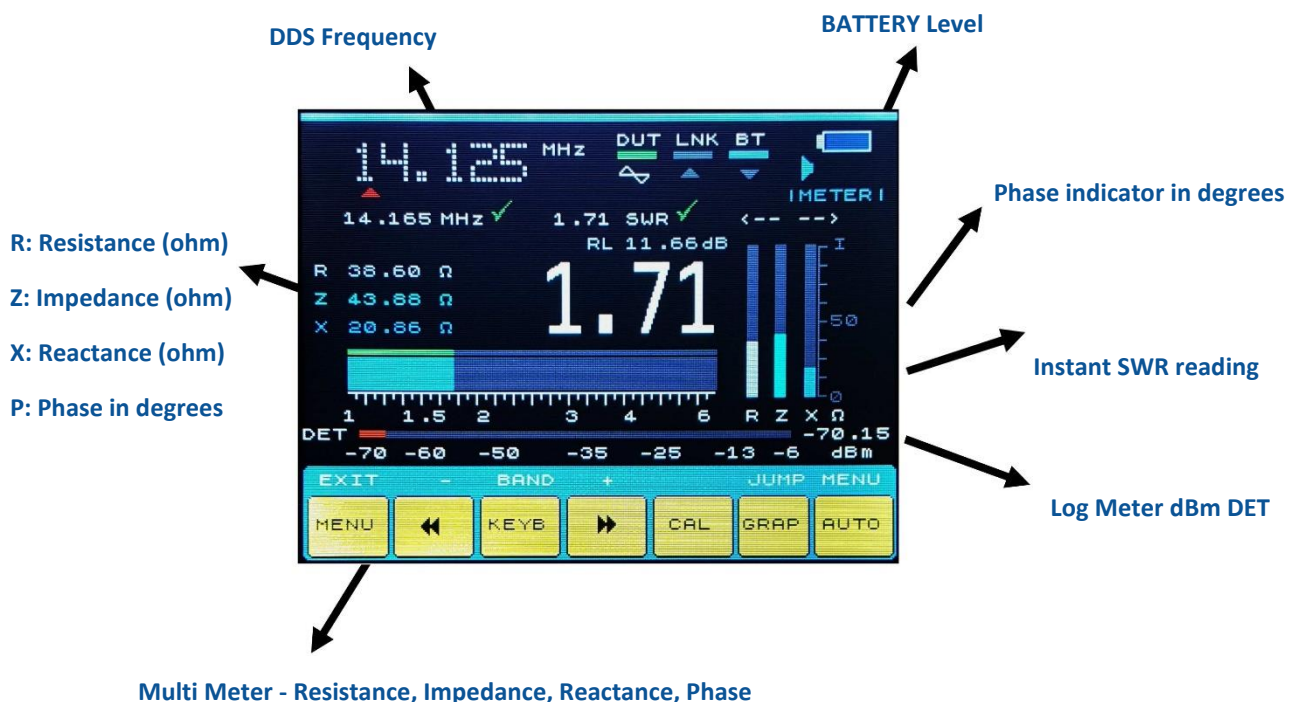 DDS Frequency
BATTERY Level
14.125 MHz
DUT LNK BT
|METER|
14.165 MHz ✓ 1.71 SWR ✓ <-- -->
RL 11.66dB
R 38.60 Ω
Z 43.88 Ω
X 20.86 Ω
1.71
I
50
0
1 1.5 2 3 4 6
R Z X Ω
DET -70.15
-70 -60 -50 -35 -25 -13 -6 dBm
EXIT - BAND + JUMP MENU
MENU KEYB CAL GRAP AUTO
R: Resistance (ohm)
Z: Impedance (ohm)
X: Reactance (ohm)
P: Phase in degrees
Phase indicator in degrees
Instant SWR reading
Log Meter dBm DET
Multi Meter - Resistance, Impedance, Reactance, Phase